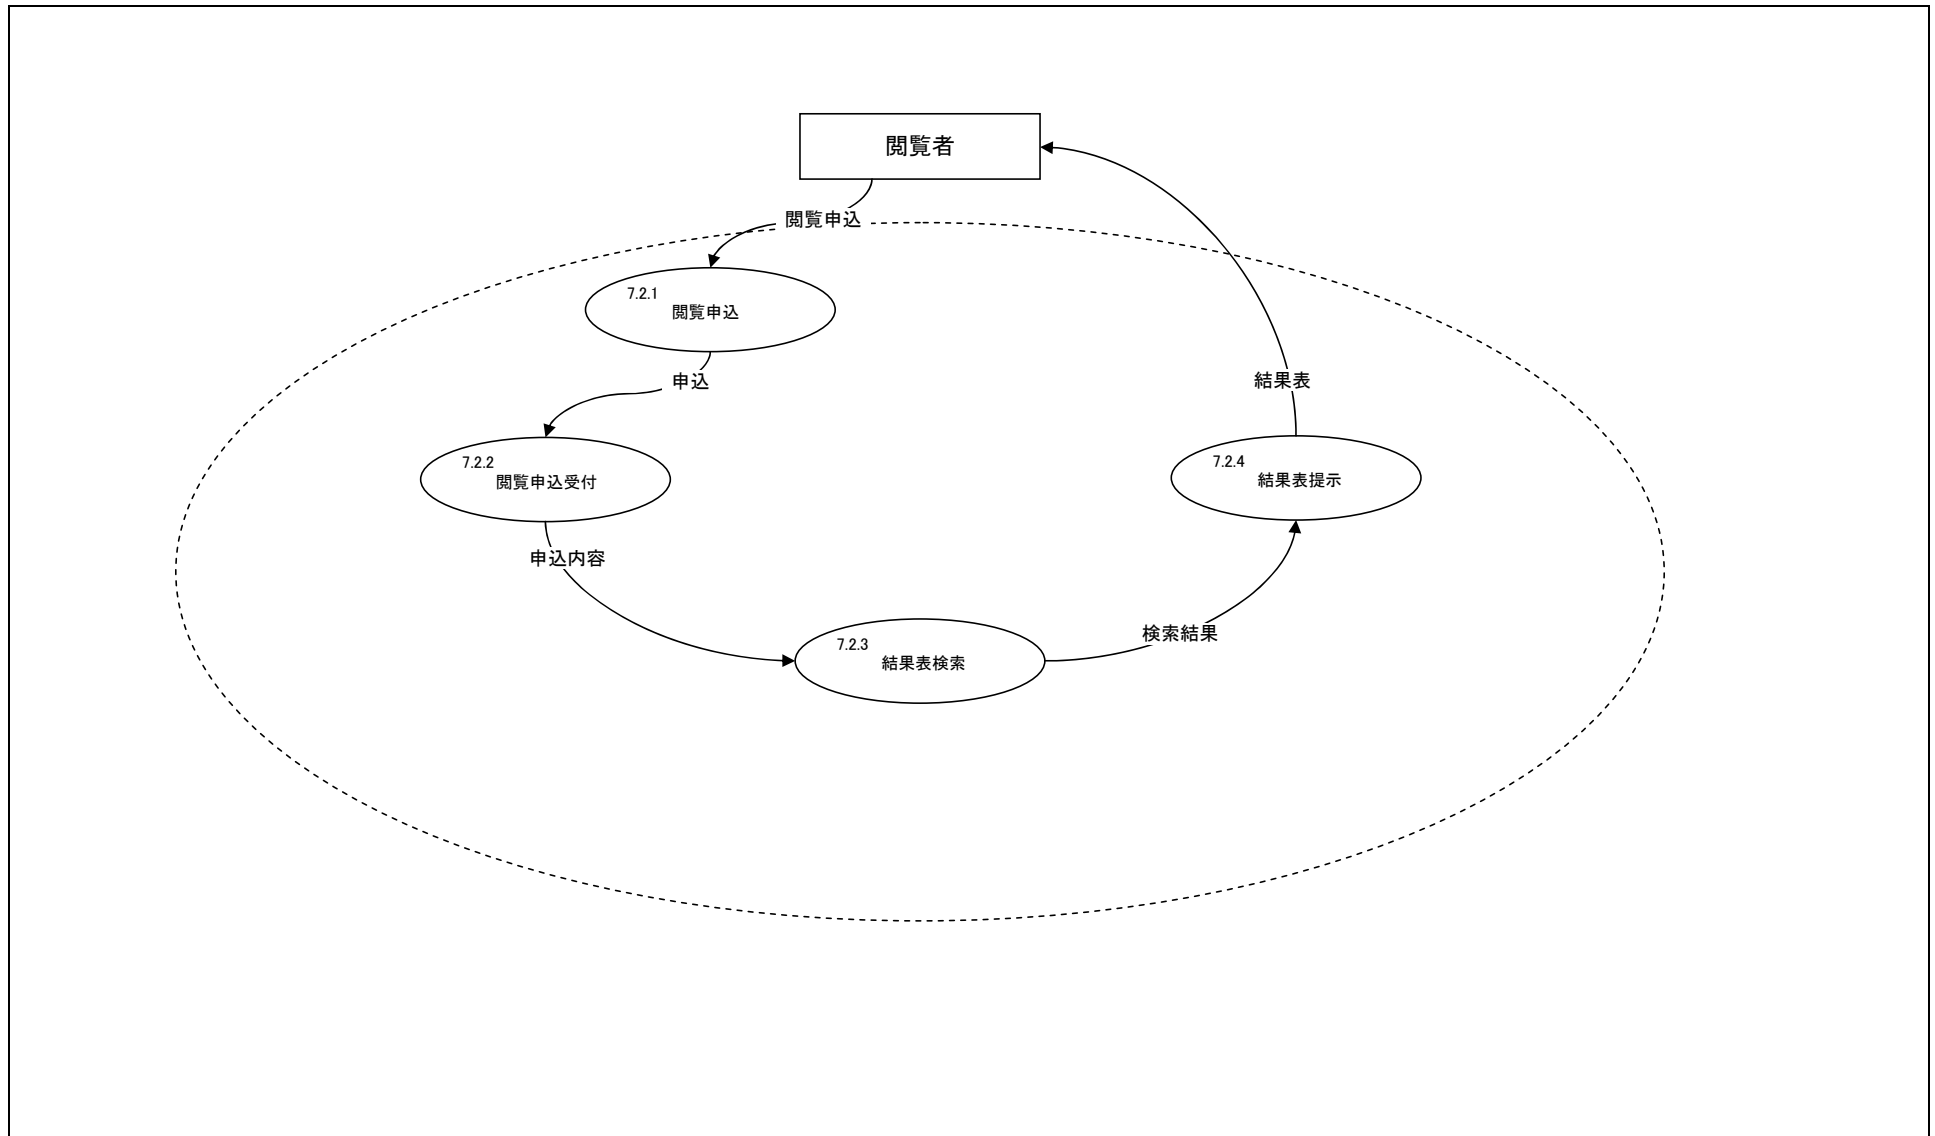 閲覧者
閲覧申込
7.2.1
閲覧申込
申込
結果表
7.2.2
閲覧申込受付
7.2.4
結果表提示
申込内容
検索結果
7.2.3
結果表検索